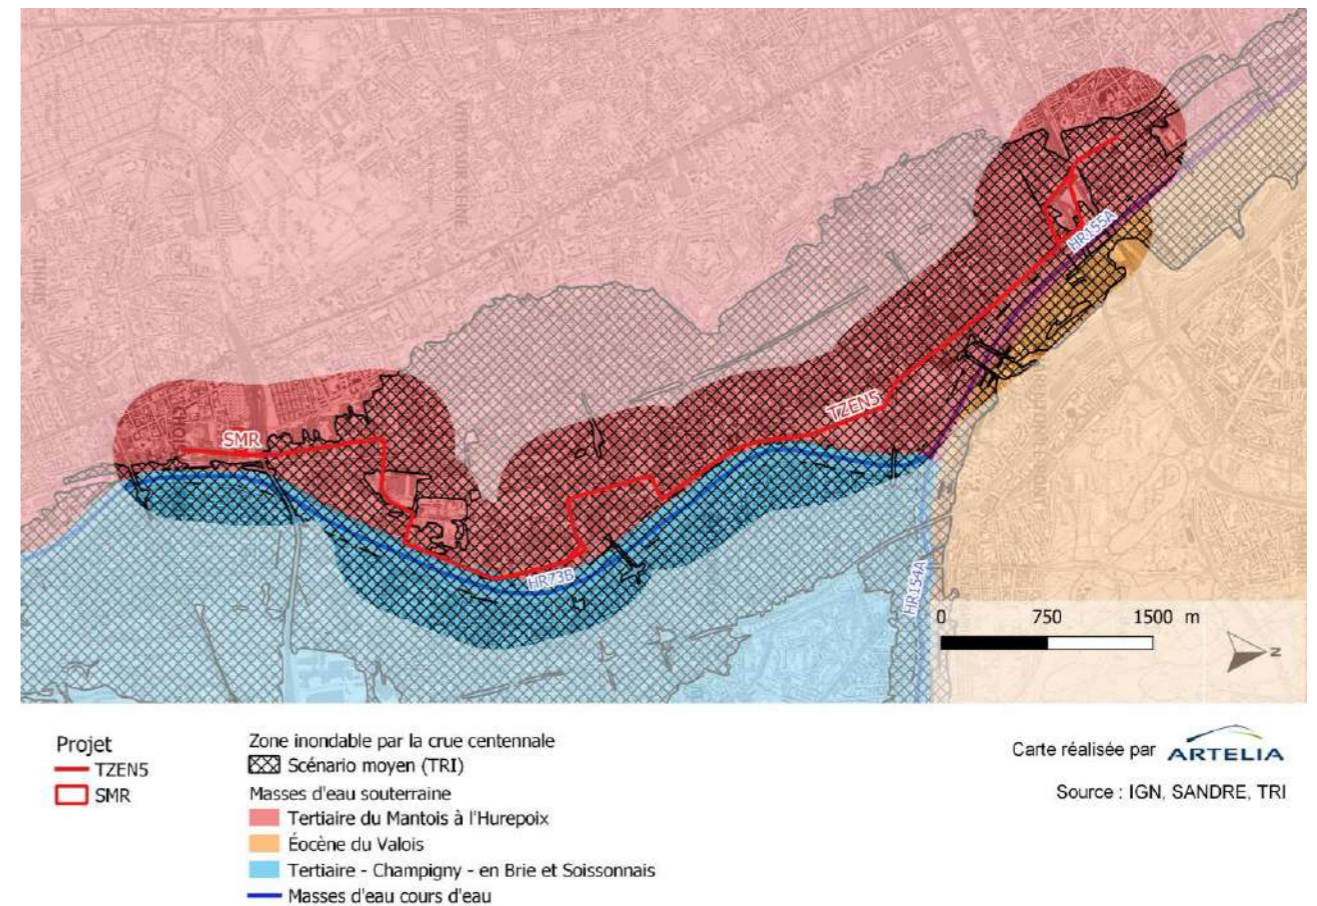 HR155A
TZEN5
SMR
HR73B
HR154A
0 750 1500 m
Z
Projet
TZEN5
SMR
Zone inondable par la crue centennale
Scénario moyen (TRI)
Masses d'eau souterraine
Tertiaire du Mantois à l'Hurepoix
Éocène du Valois
Tertiaire - Champigny - en Brie et Soissonnais
Masses d'eau cours d'eau
Carte réalisée par ARTELIA
Source : IGN, SANDRE, TRI